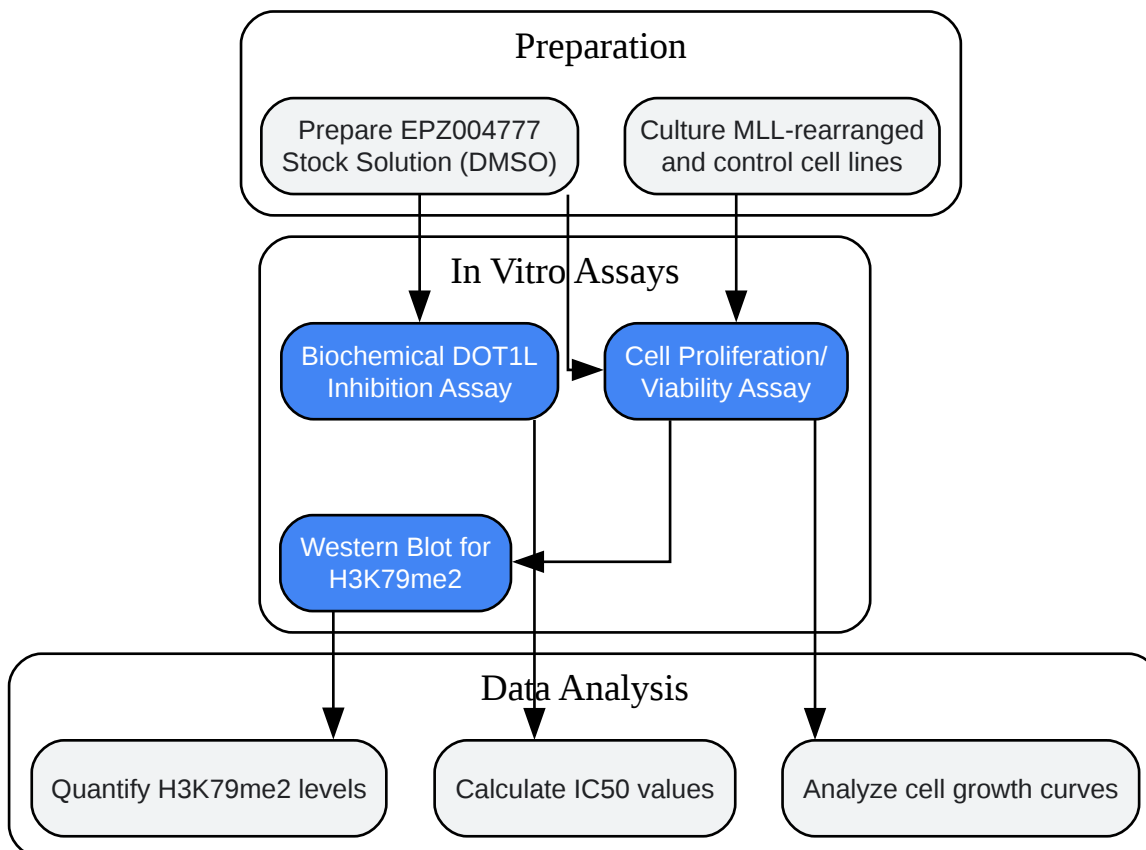 Preparation
Prepare EPZ004777
Stock Solution (DMSO)
Culture MLL-rearranged
and control cell lines
In Vitro Assays
Biochemical DOT1L
Inhibition Assay
Cell Proliferation/
Viability Assay
Western Blot for
H3K79me2
Data Analysis
Quantify H3K79me2 levels
Calculate IC50 values
Analyze cell growth curves